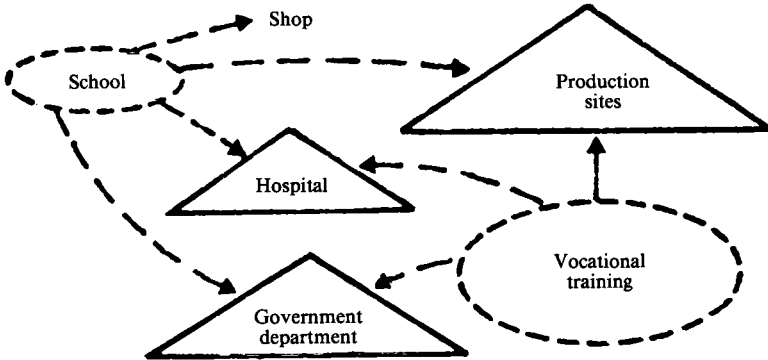 Shop
School
Production
sites
Hospital
Vocational
training
Government
department